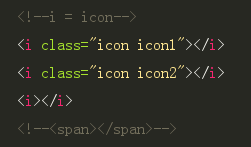 <!--i = icon-->
<i class="icon icon1"></i>
<i class="icon icon2"></i>
<i></i>
<!--<span></span>-->